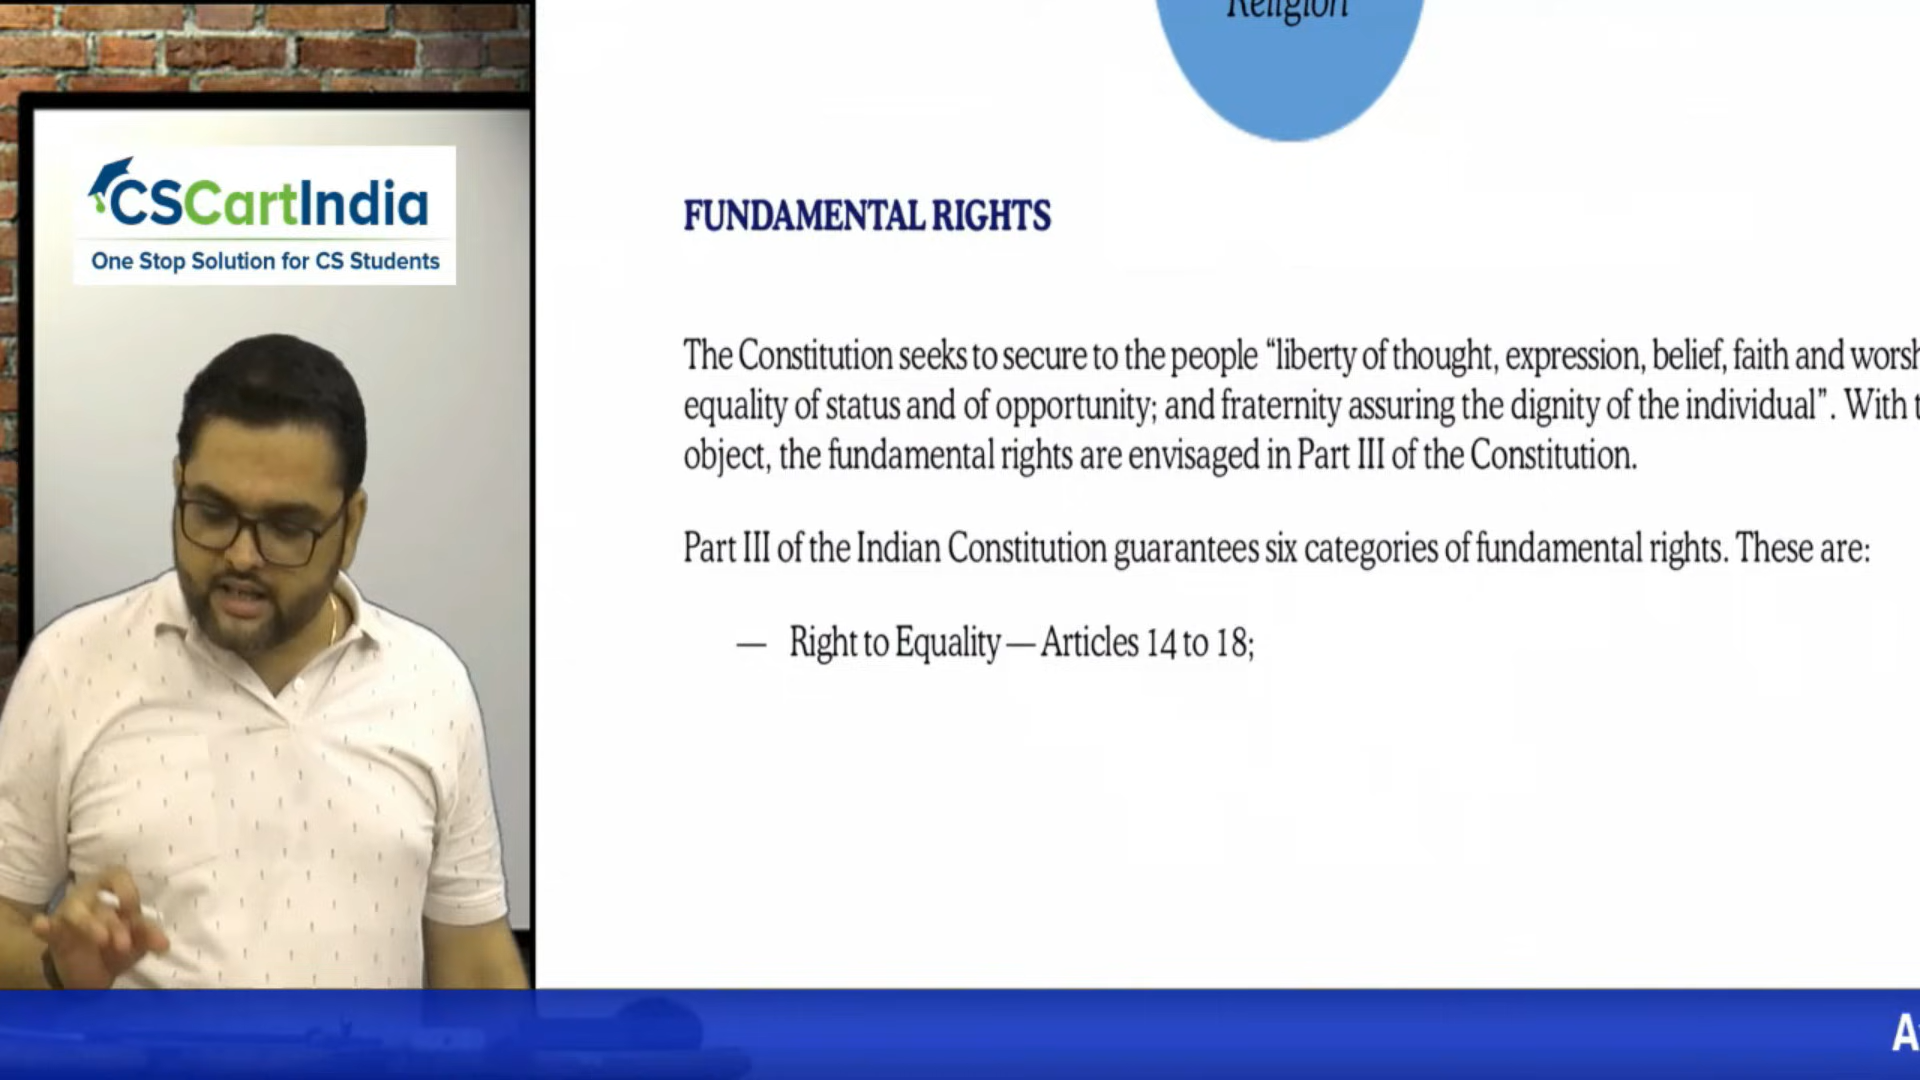 Religion
CSCartIndia
One Stop Solution for CS Students
FUNDAMENTAL RIGHTS
The Constitution seeks to secure to the people “liberty of thought, expression, belief, faith and
equality of status and of opportunity; and fraternity assuring the dignity of the individual”. With
object, the fundamental rights are envisaged in Part III of the Constitution.
Part III of the Indian Constitution guarantees six categories of fundamental rights. These are:
— Right to Equality — Articles 14 to 18;